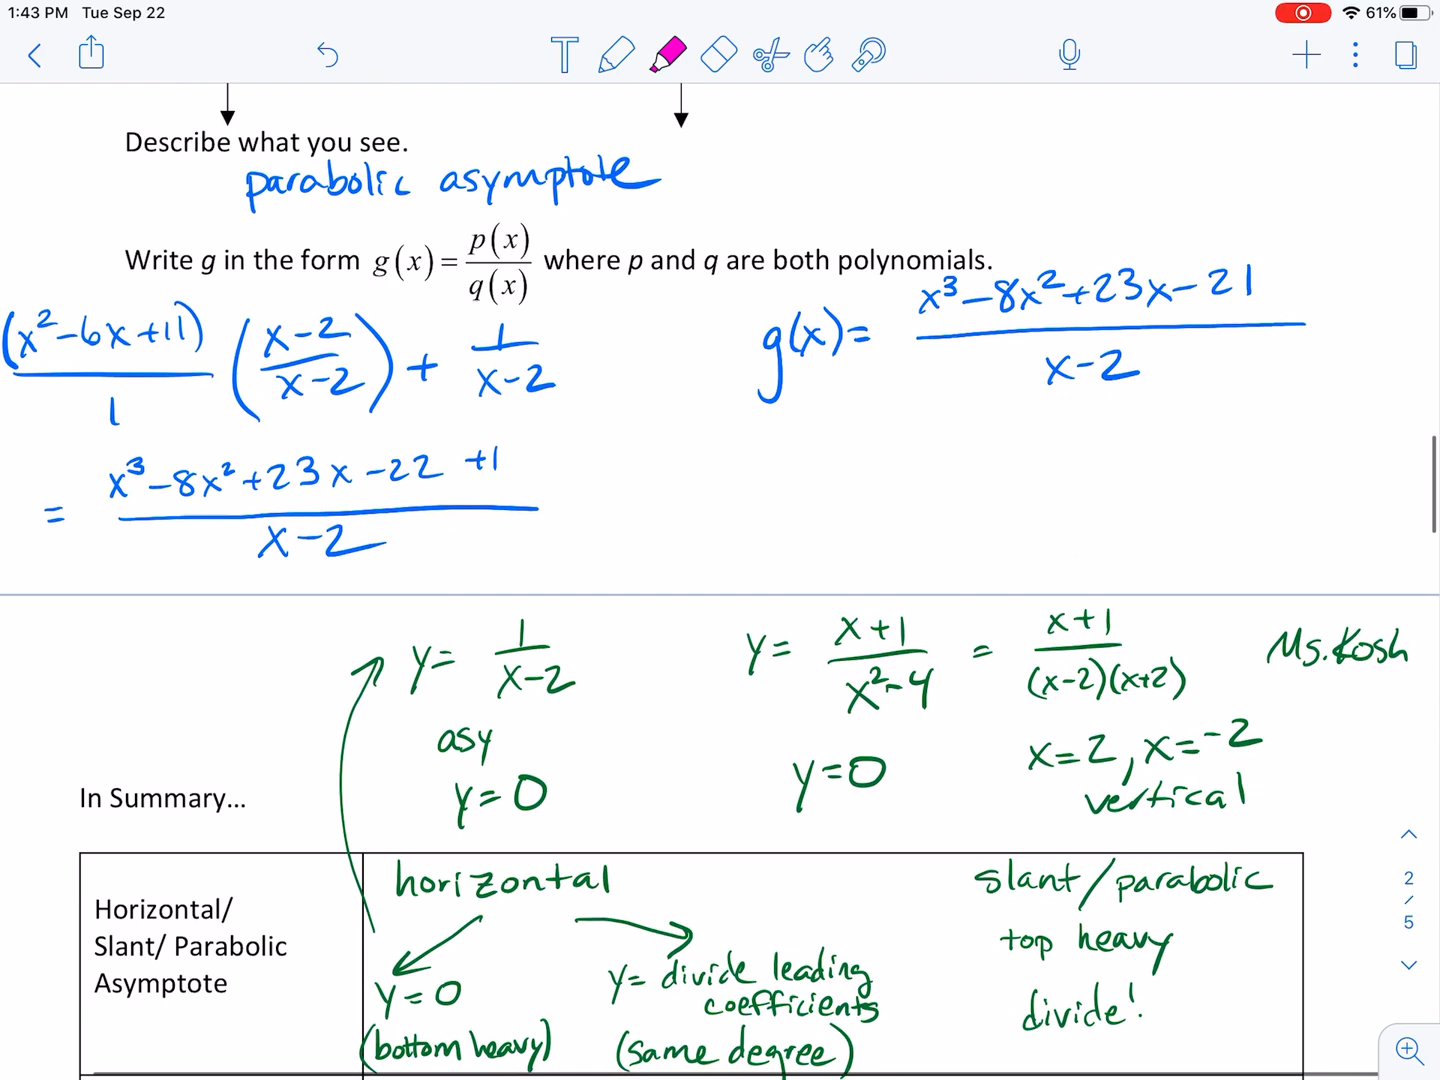 1:43 PM Tue Sep 22 61%
Describe what you see.
parabolic asymptote
Write g in the form g(x) = p(x)/q(x) where p and q are both polynomials.
(x²-6x+11)/1 ((x-2)/(x-2)) + 1/(x-2)
g(x) = (x³-8x²+23x-21)/(x-2)
= (x³-8x²+23x-22 +1)/(x-2)
y = 1/(x-2)
asy
y = 0
y = (x+1)/(x²-4) = (x+1)/((x-2)(x+2))
y = 0
x = 2, x = -2
vertical
Ms. Kosh
In Summary...
Horizontal/
Slant/ Parabolic
Asymptote
horizontal
y = 0
(bottom heavy)
y = divide leading
coefficients
(same degree)
slant/parabolic
top heavy
divide!
2
/
5